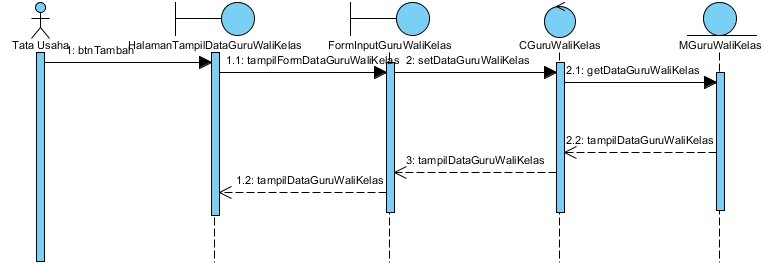 Tata Usaha
HalamanTampilDataGuruWaliKelas
FormInputGuruWaliKelas
CGuruWaliKelas
MGuruWaliKelas
1: btnTambah
1.1: tampilFormDataGuruWaliKelas
2: setDataGuruWaliKelas
2.1: getDataGuruWaliKelas
2.2: tampilDataGuruWaliKelas
3: tampilDataGuruWaliKelas
1.2: tampilDataGuruWaliKelas